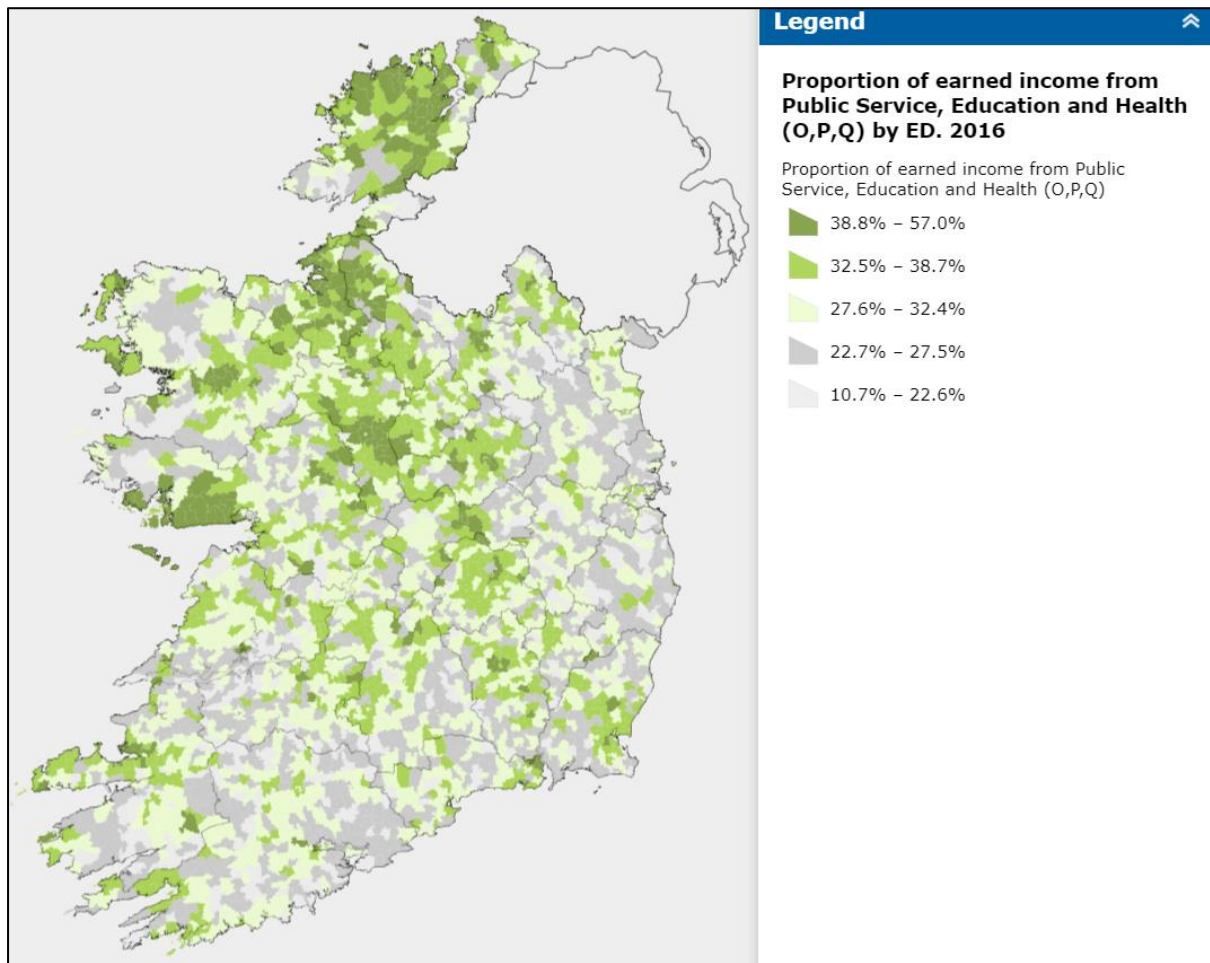 Legend
Proportion of earned income from
Public Service, Education and Health
(O,P,Q) by ED. 2016
Proportion of earned income from Public
Service, Education and Health (O,P,Q)
38.8% – 57.0%
32.5% – 38.7%
27.6% – 32.4%
22.7% – 27.5%
10.7% – 22.6%